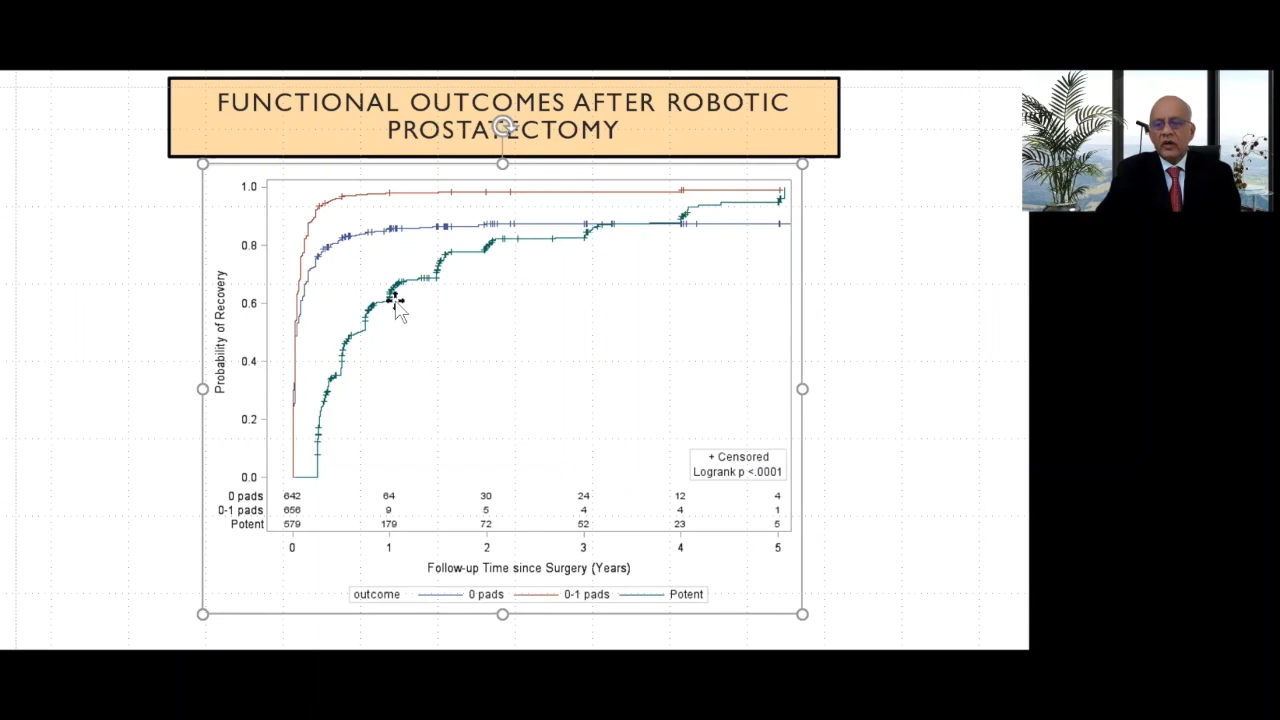 FUNCTIONAL OUTCOMES AFTER ROBOTIC
PROSTATECTOMY
Probability of Recovery
1.0
0.8
0.6
0.4
0.2
0.0
+ Censored
Logrank p <.0001
0 pads 642 64 30 24 12 4
0-1 pads 656 9 5 4 4 1
Potent 579 179 72 52 23 5
0 1 2 3 4 5
Follow-up Time since Surgery (Years)
outcome 0 pads 0-1 pads Potent